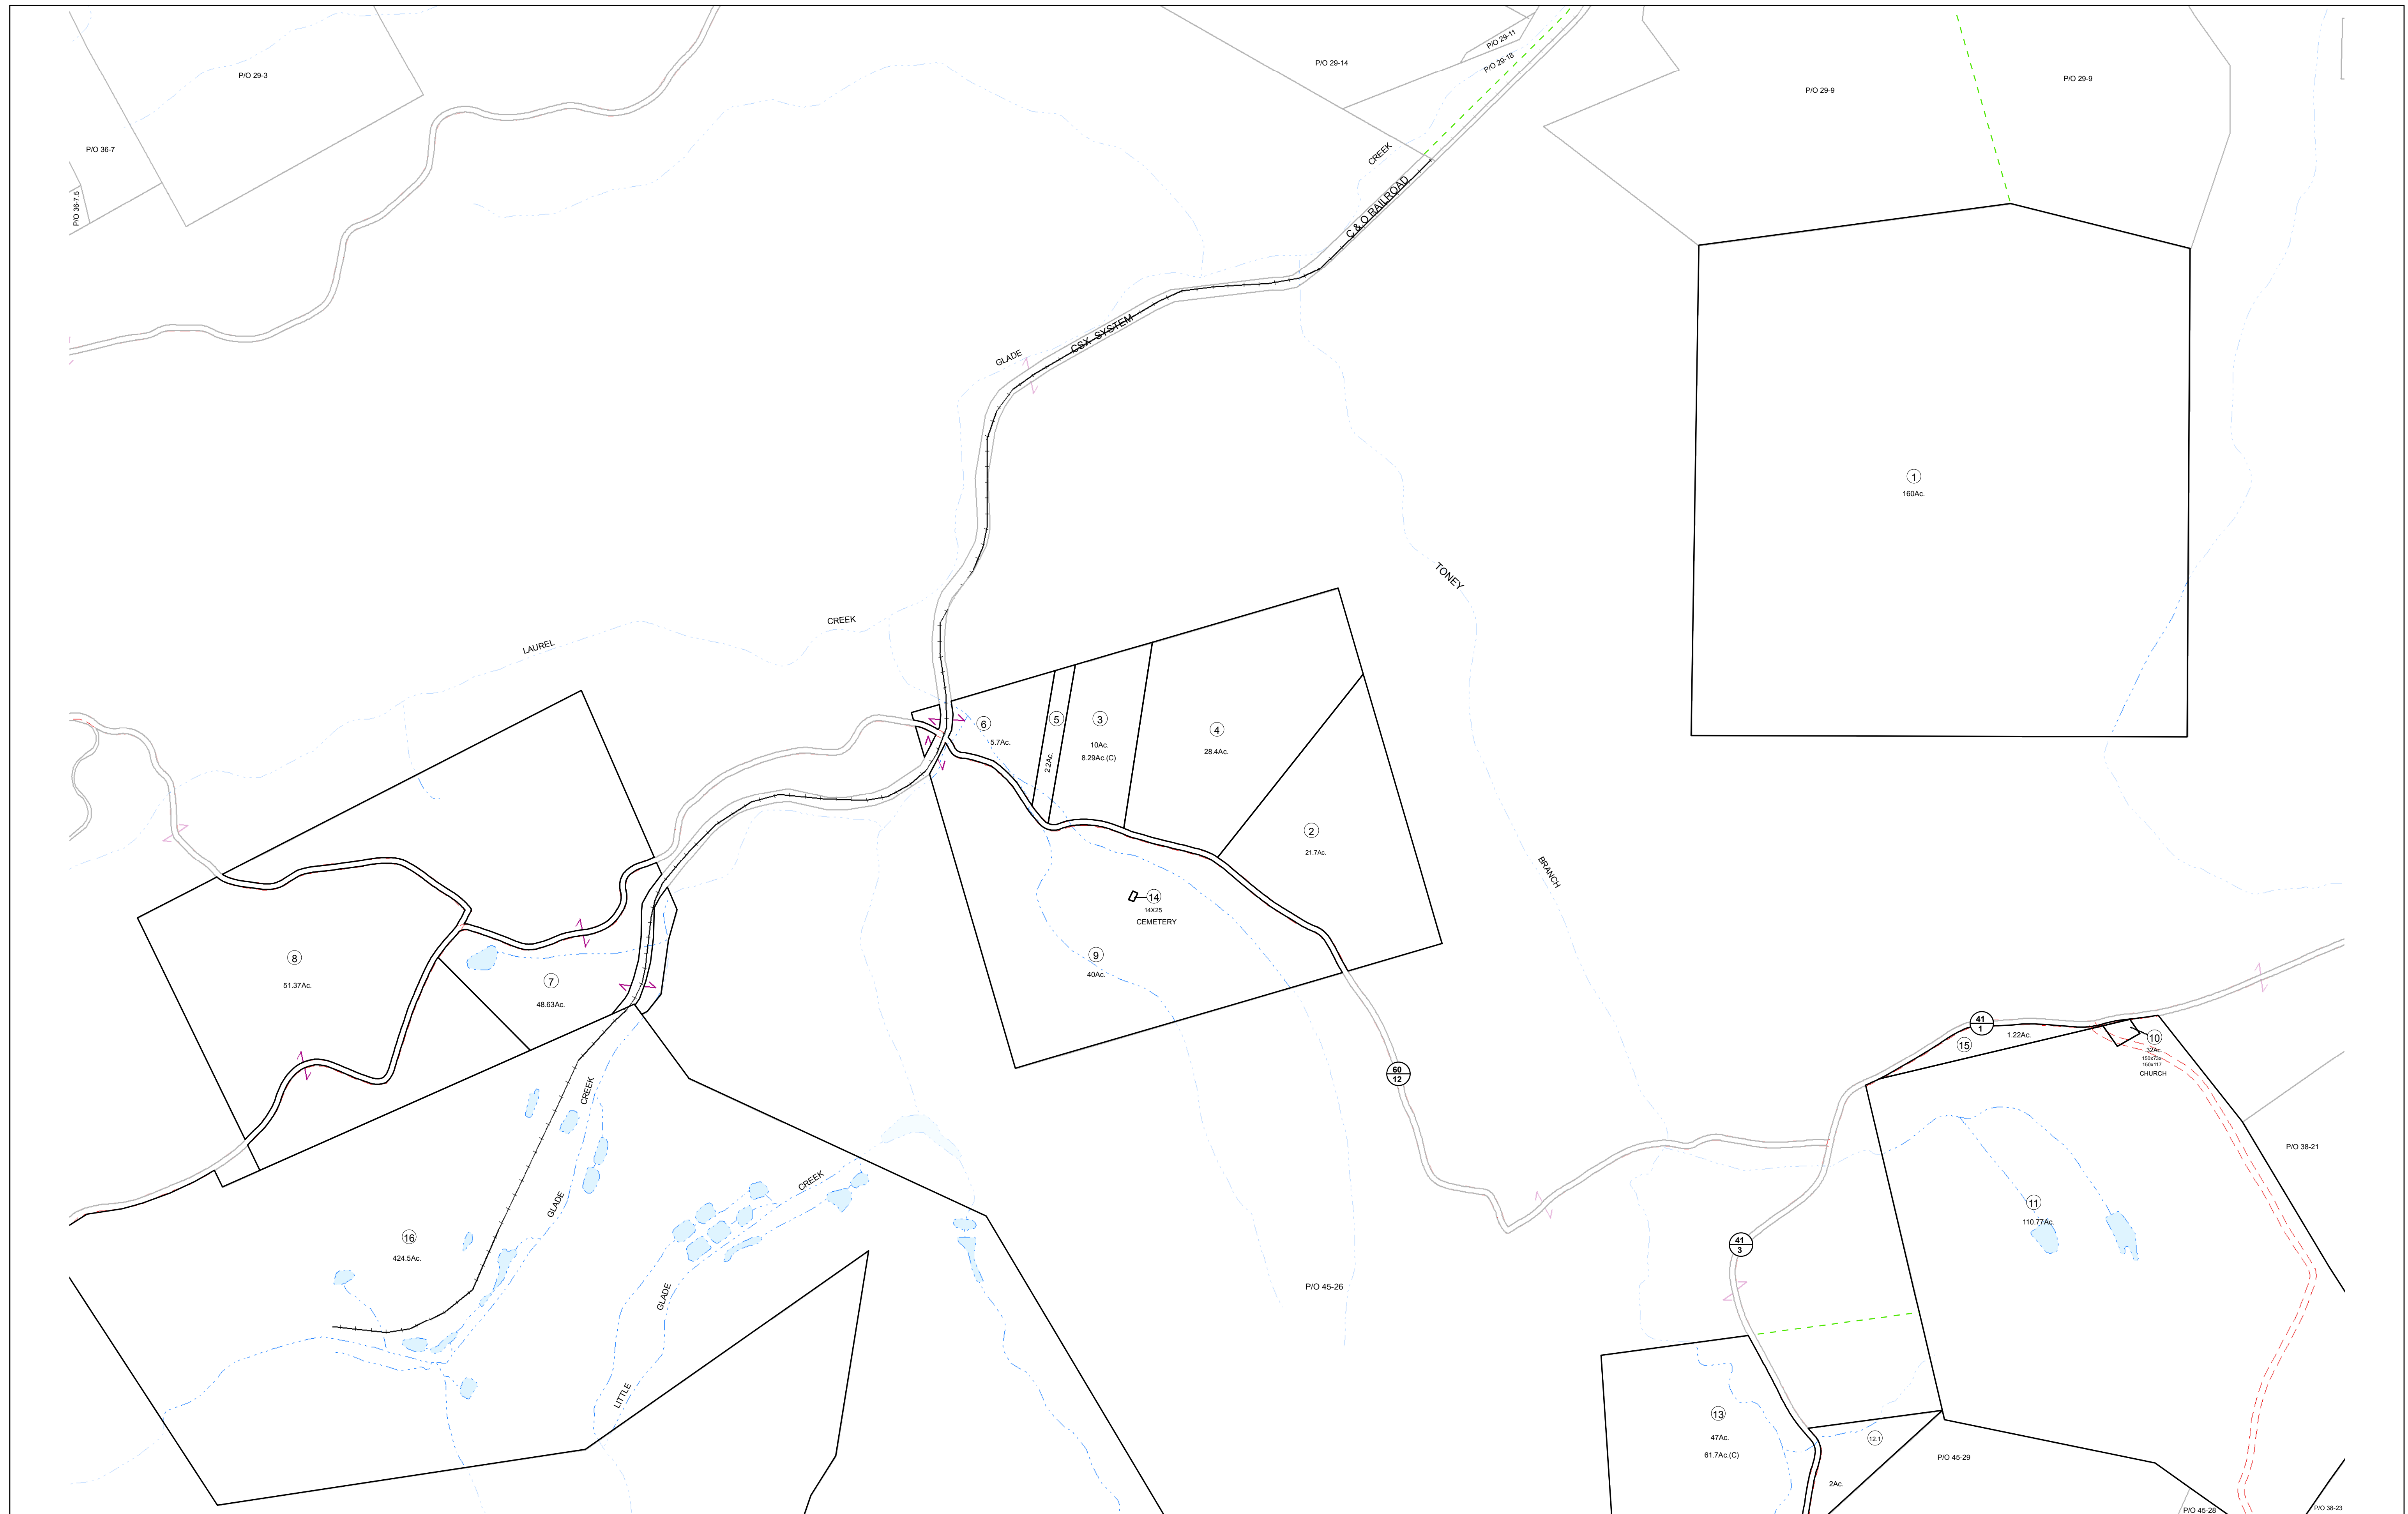 P/O 29-11
P/O 29-14
P/O 29-18
P/O 29-3
P/O 29-9
P/O 29-9
P/O 36-7
P/O 36-7.5
CREEK
C & O RAILROAD
CSX SYSTEM
GLADE
1
160Ac.
TONEY
CREEK
LAUREL
6
5.7Ac.
5
2.2Ac.
3
10Ac.
8.29Ac.(C)
4
28.4Ac.
2
21.7Ac.
BRANCH
14
14X25
CEMETERY
9
40Ac.
8
51.37Ac.
7
48.63Ac.
41
1
1.22Ac.
15
10
.32Ac
150x117
CHURCH
60
12
CREEK
GLADE
CREEK
P/O 38-21
11
110.77Ac.
16
424.5Ac.
41
3
GLADE
LITTLE
P/O 45-26
13
47Ac.
61.7Ac.(C)
12.1
2Ac.
P/O 45-29
P/O 45-28
P/O 38-23